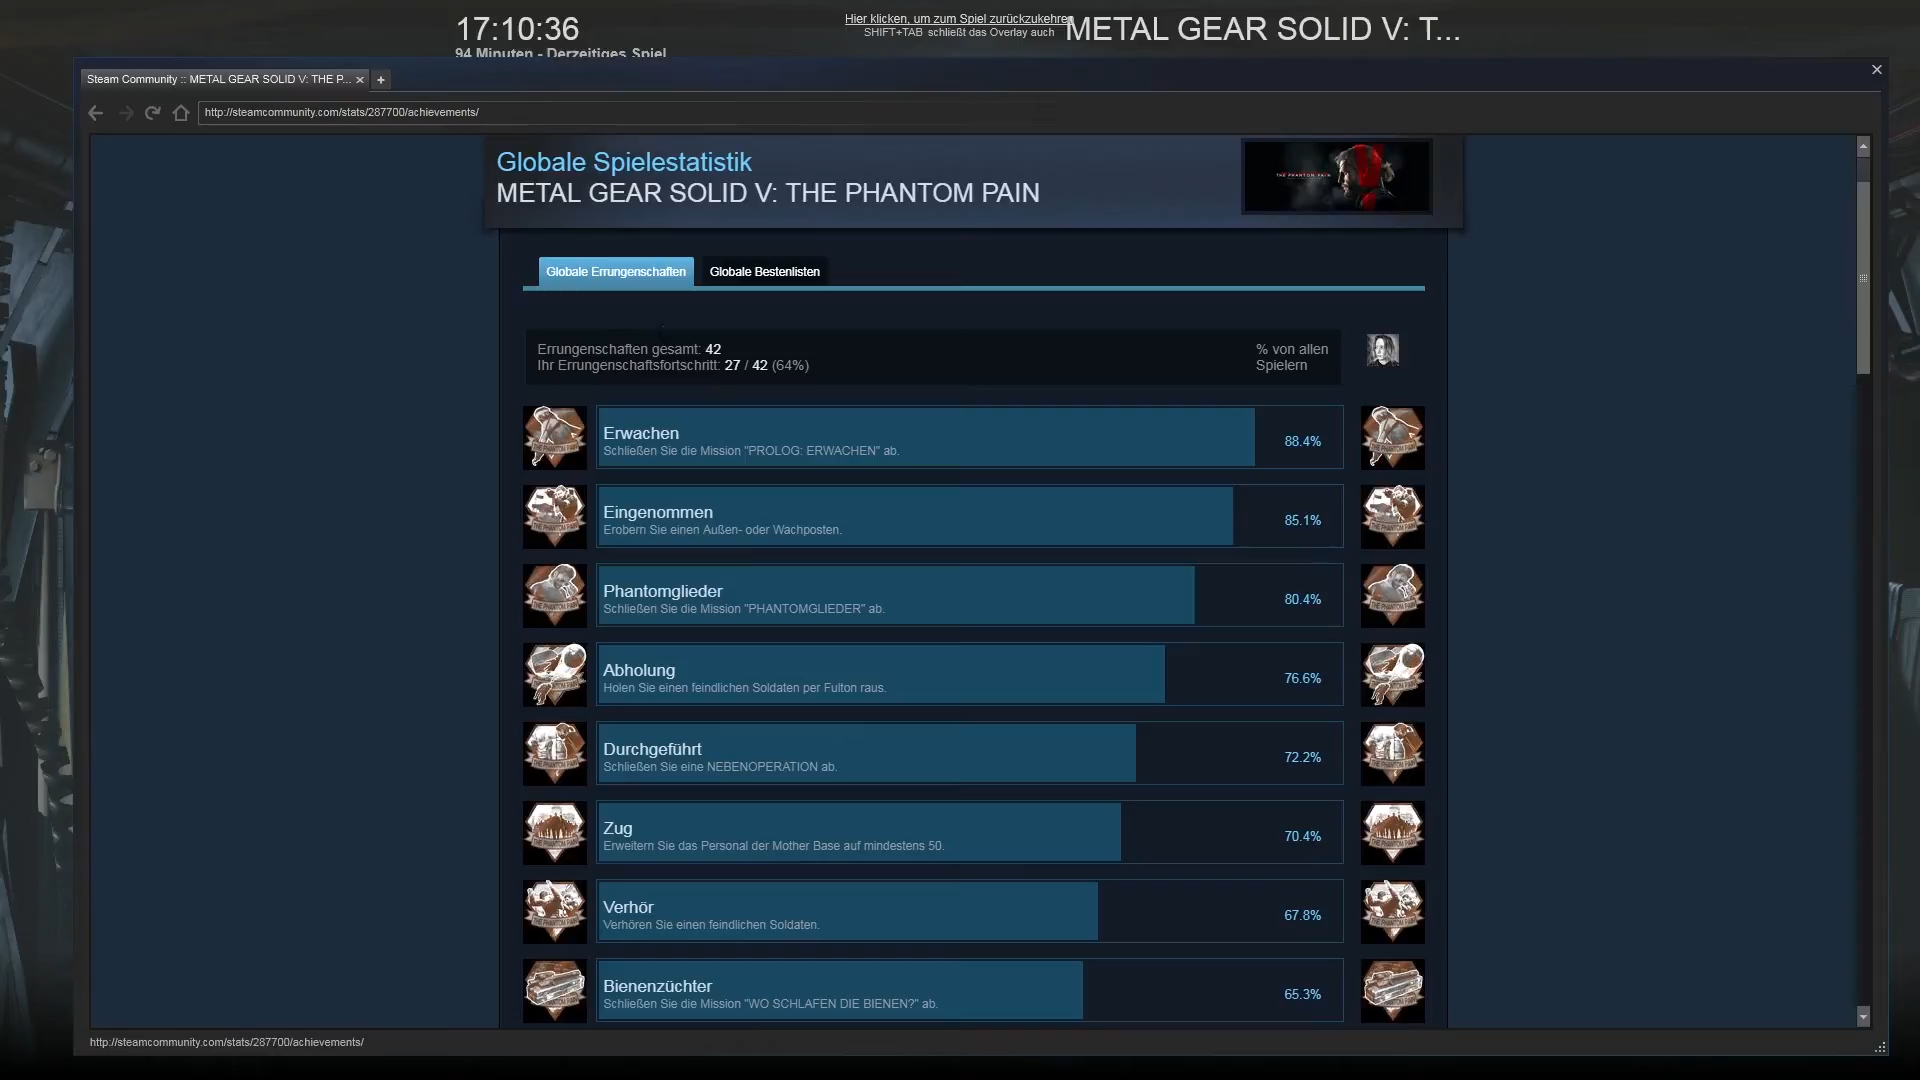 17:10:36
94 Minuten - Derzeitiges Spiel
Hier klicken, um zum Spiel zurückzukehren
SHIFT+TAB schließt das Overlay auch
METAL GEAR SOLID V: T...
Steam Community :: METAL GEAR SOLID V: THE P...
http://steamcommunity.com/stats/287700/achievements/
Globale Spielestatistik
METAL GEAR SOLID V: THE PHANTOM PAIN
THE PHANTOM PAIN
Globale Errungenschaften
Globale Bestenlisten
Errungenschaften gesamt: 42
Ihr Errungenschaftsfortschritt: 27 / 42 (64%)
% von allen
Spielern
Erwachen
Schließen Sie die Mission "PROLOG: ERWACHEN" ab.
88.4%
Eingenommen
Erobern Sie einen Außen- oder Wachposten.
85.1%
Phantomglieder
Schließen Sie die Mission "PHANTOMGLIEDER" ab.
80.4%
Abholung
Holen Sie einen feindlichen Soldaten per Fulton raus.
76.6%
Durchgeführt
Schließen Sie eine NEBENOPERATION ab.
72.2%
Zug
Erweitern Sie das Personal der Mother Base auf mindestens 50.
70.4%
Verhör
Verhören Sie einen feindlichen Soldaten.
67.8%
Bienenzüchter
Schließen Sie die Mission "WO SCHLAFEN DIE BIENEN?" ab.
65.3%
http://steamcommunity.com/stats/287700/achievements/